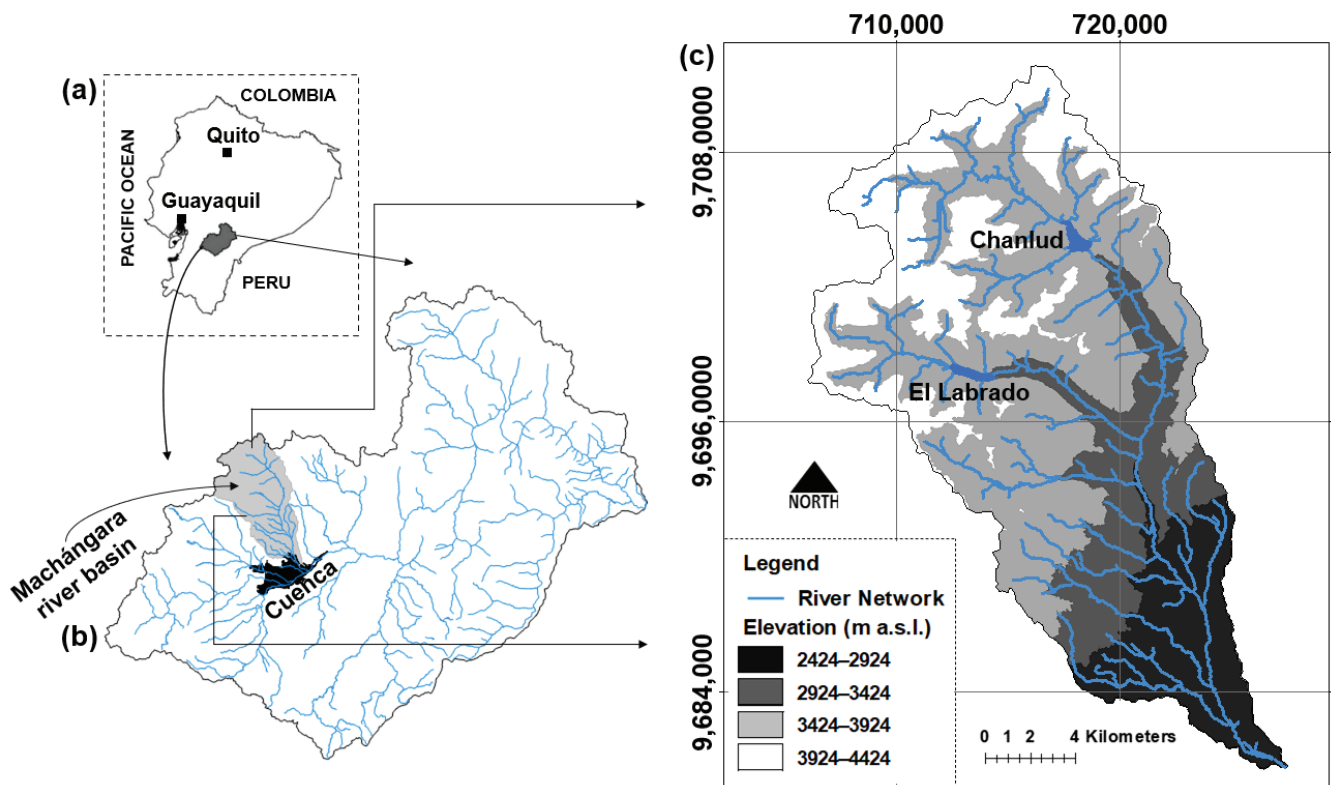 (a)
COLOMBIA
Quito
PACIFIC OCEAN
Guayaquil
PERU
Machángara
river basin
Cuenca
(b)
(c)
710,000
720,000
9,708,0000
9,696,0000
9,684,000
Chanlud
El Labrado
NORTH
Legend
River Network
Elevation (m a.s.l.)
2424–2924
2924–3424
3424–3924
3924–4424
0 1 2 4 Kilometers